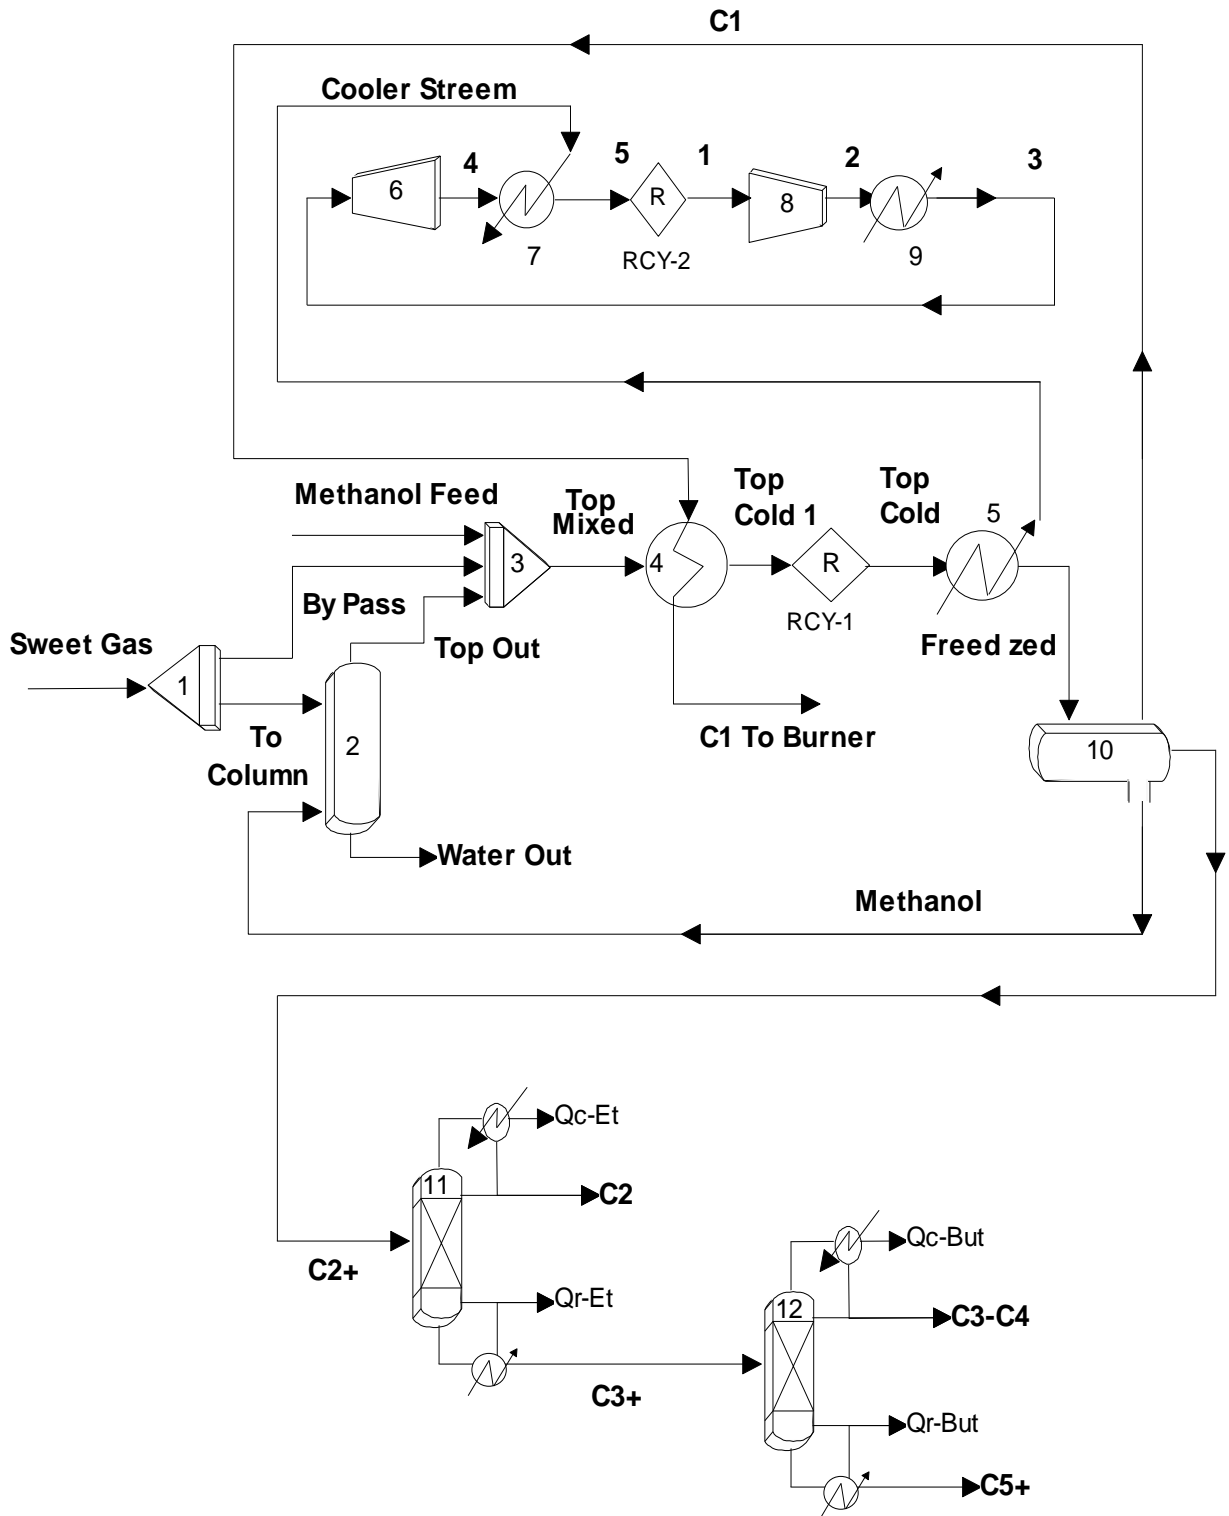 C1
Cooler Streem
4
5
1
2
3
6
R
8
7
RCY-2
9
Methanol Feed
Top
Mixed
Top
Cold 1
Top
Cold
5
3
4
R
By Pass
RCY-1
Sweet Gas
Top Out
Freed zed
1
To
Column
2
C1 To Burner
10
Water Out
Methanol
Qc-Et
11
C2
Qc-But
C2+
Qr-Et
12
C3-C4
C3+
Qr-But
C5+